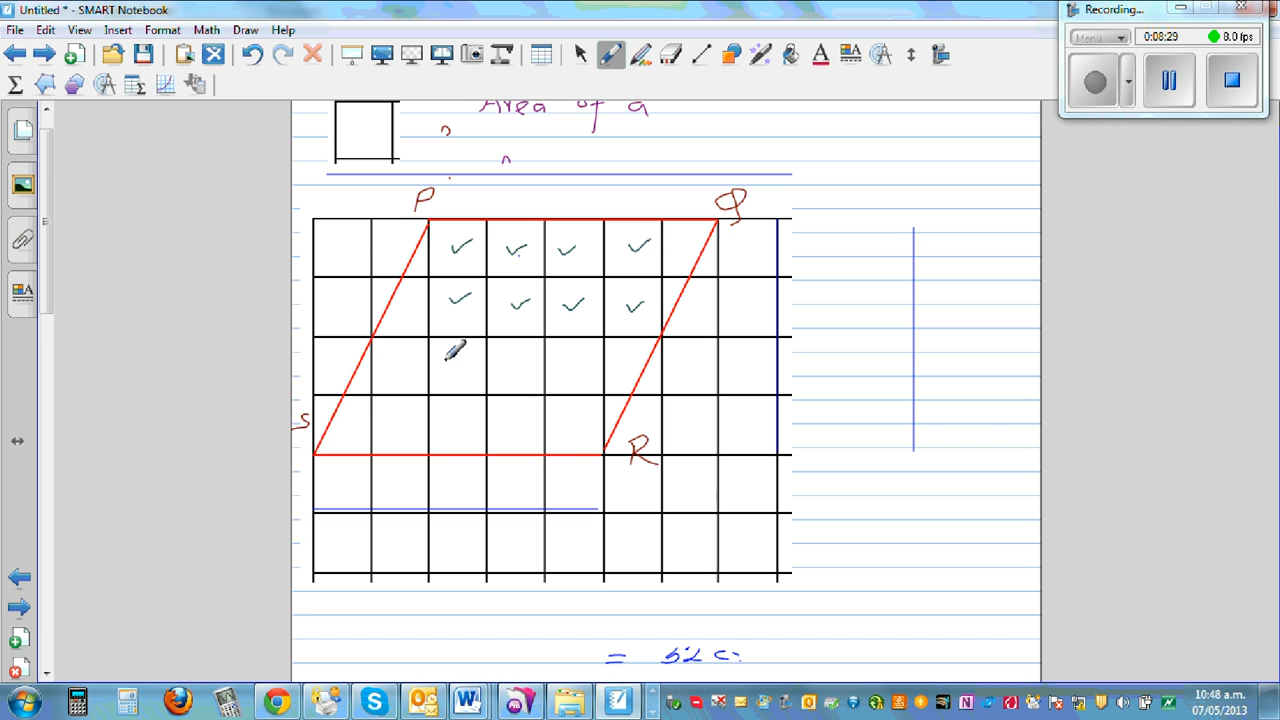 Untitled * - SMART Notebook
Recording...
File Edit View Insert Format Math Draw Help
Menu
0:08:29
8.0 fps
Area of a
P
Q
S
R
=
10:48 a.m.
07/05/2013